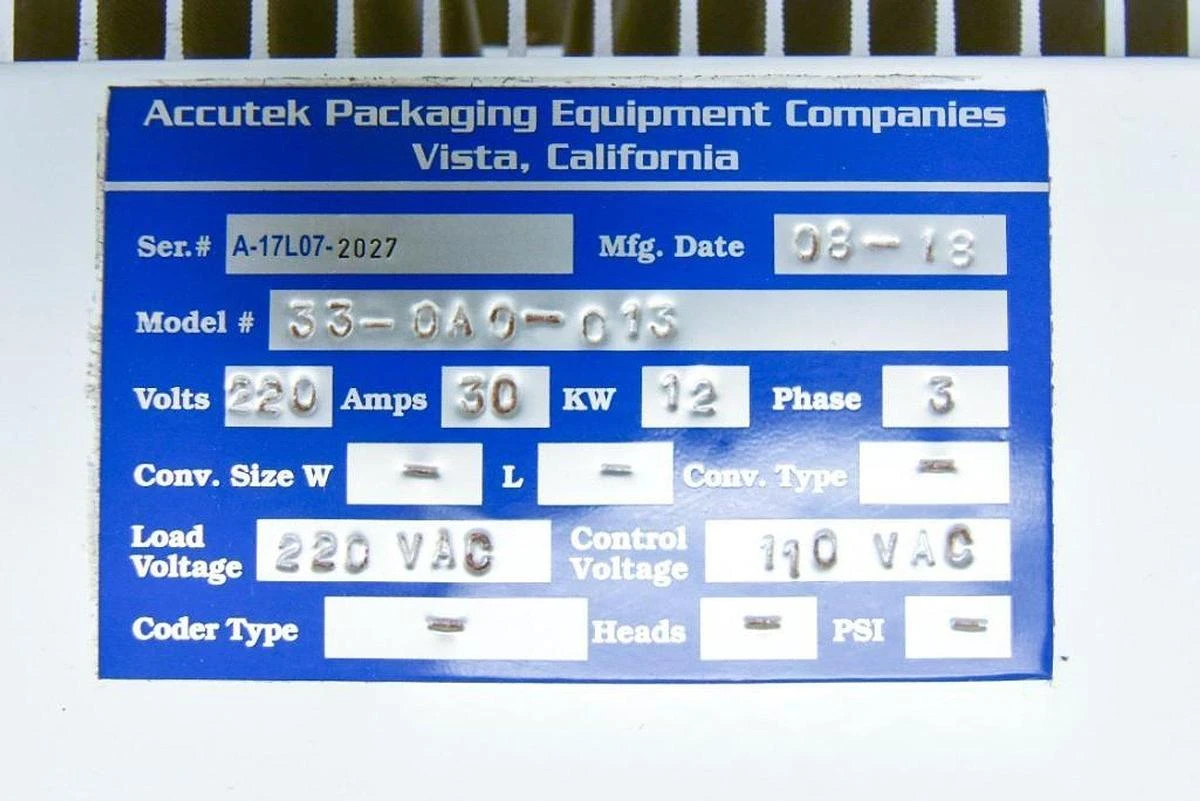 Accutek Packaging Equipment Companies
Vista, California
Ser.# A-17L07-2027 Mfg. Date 08-18
Model # 33-0A0-013
Volts 220 Amps 30 KW 12 Phase 3
Conv. Size W - L - Conv. Type -
Load Voltage 220 VAC Control Voltage 110 VAC
Coder Type - Heads - PSI -